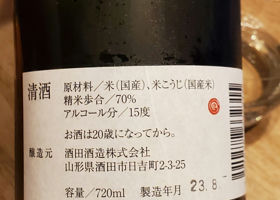 清酒
原材料／米(国産)、米こうじ(国産米)
精米歩合／70%
アルコール分／15度
お酒は20歳になってから。
醸造元 酒田酒造株式会社
山形県酒田市日吉町2-3-25
容量／720ml 製造年月 23.8.